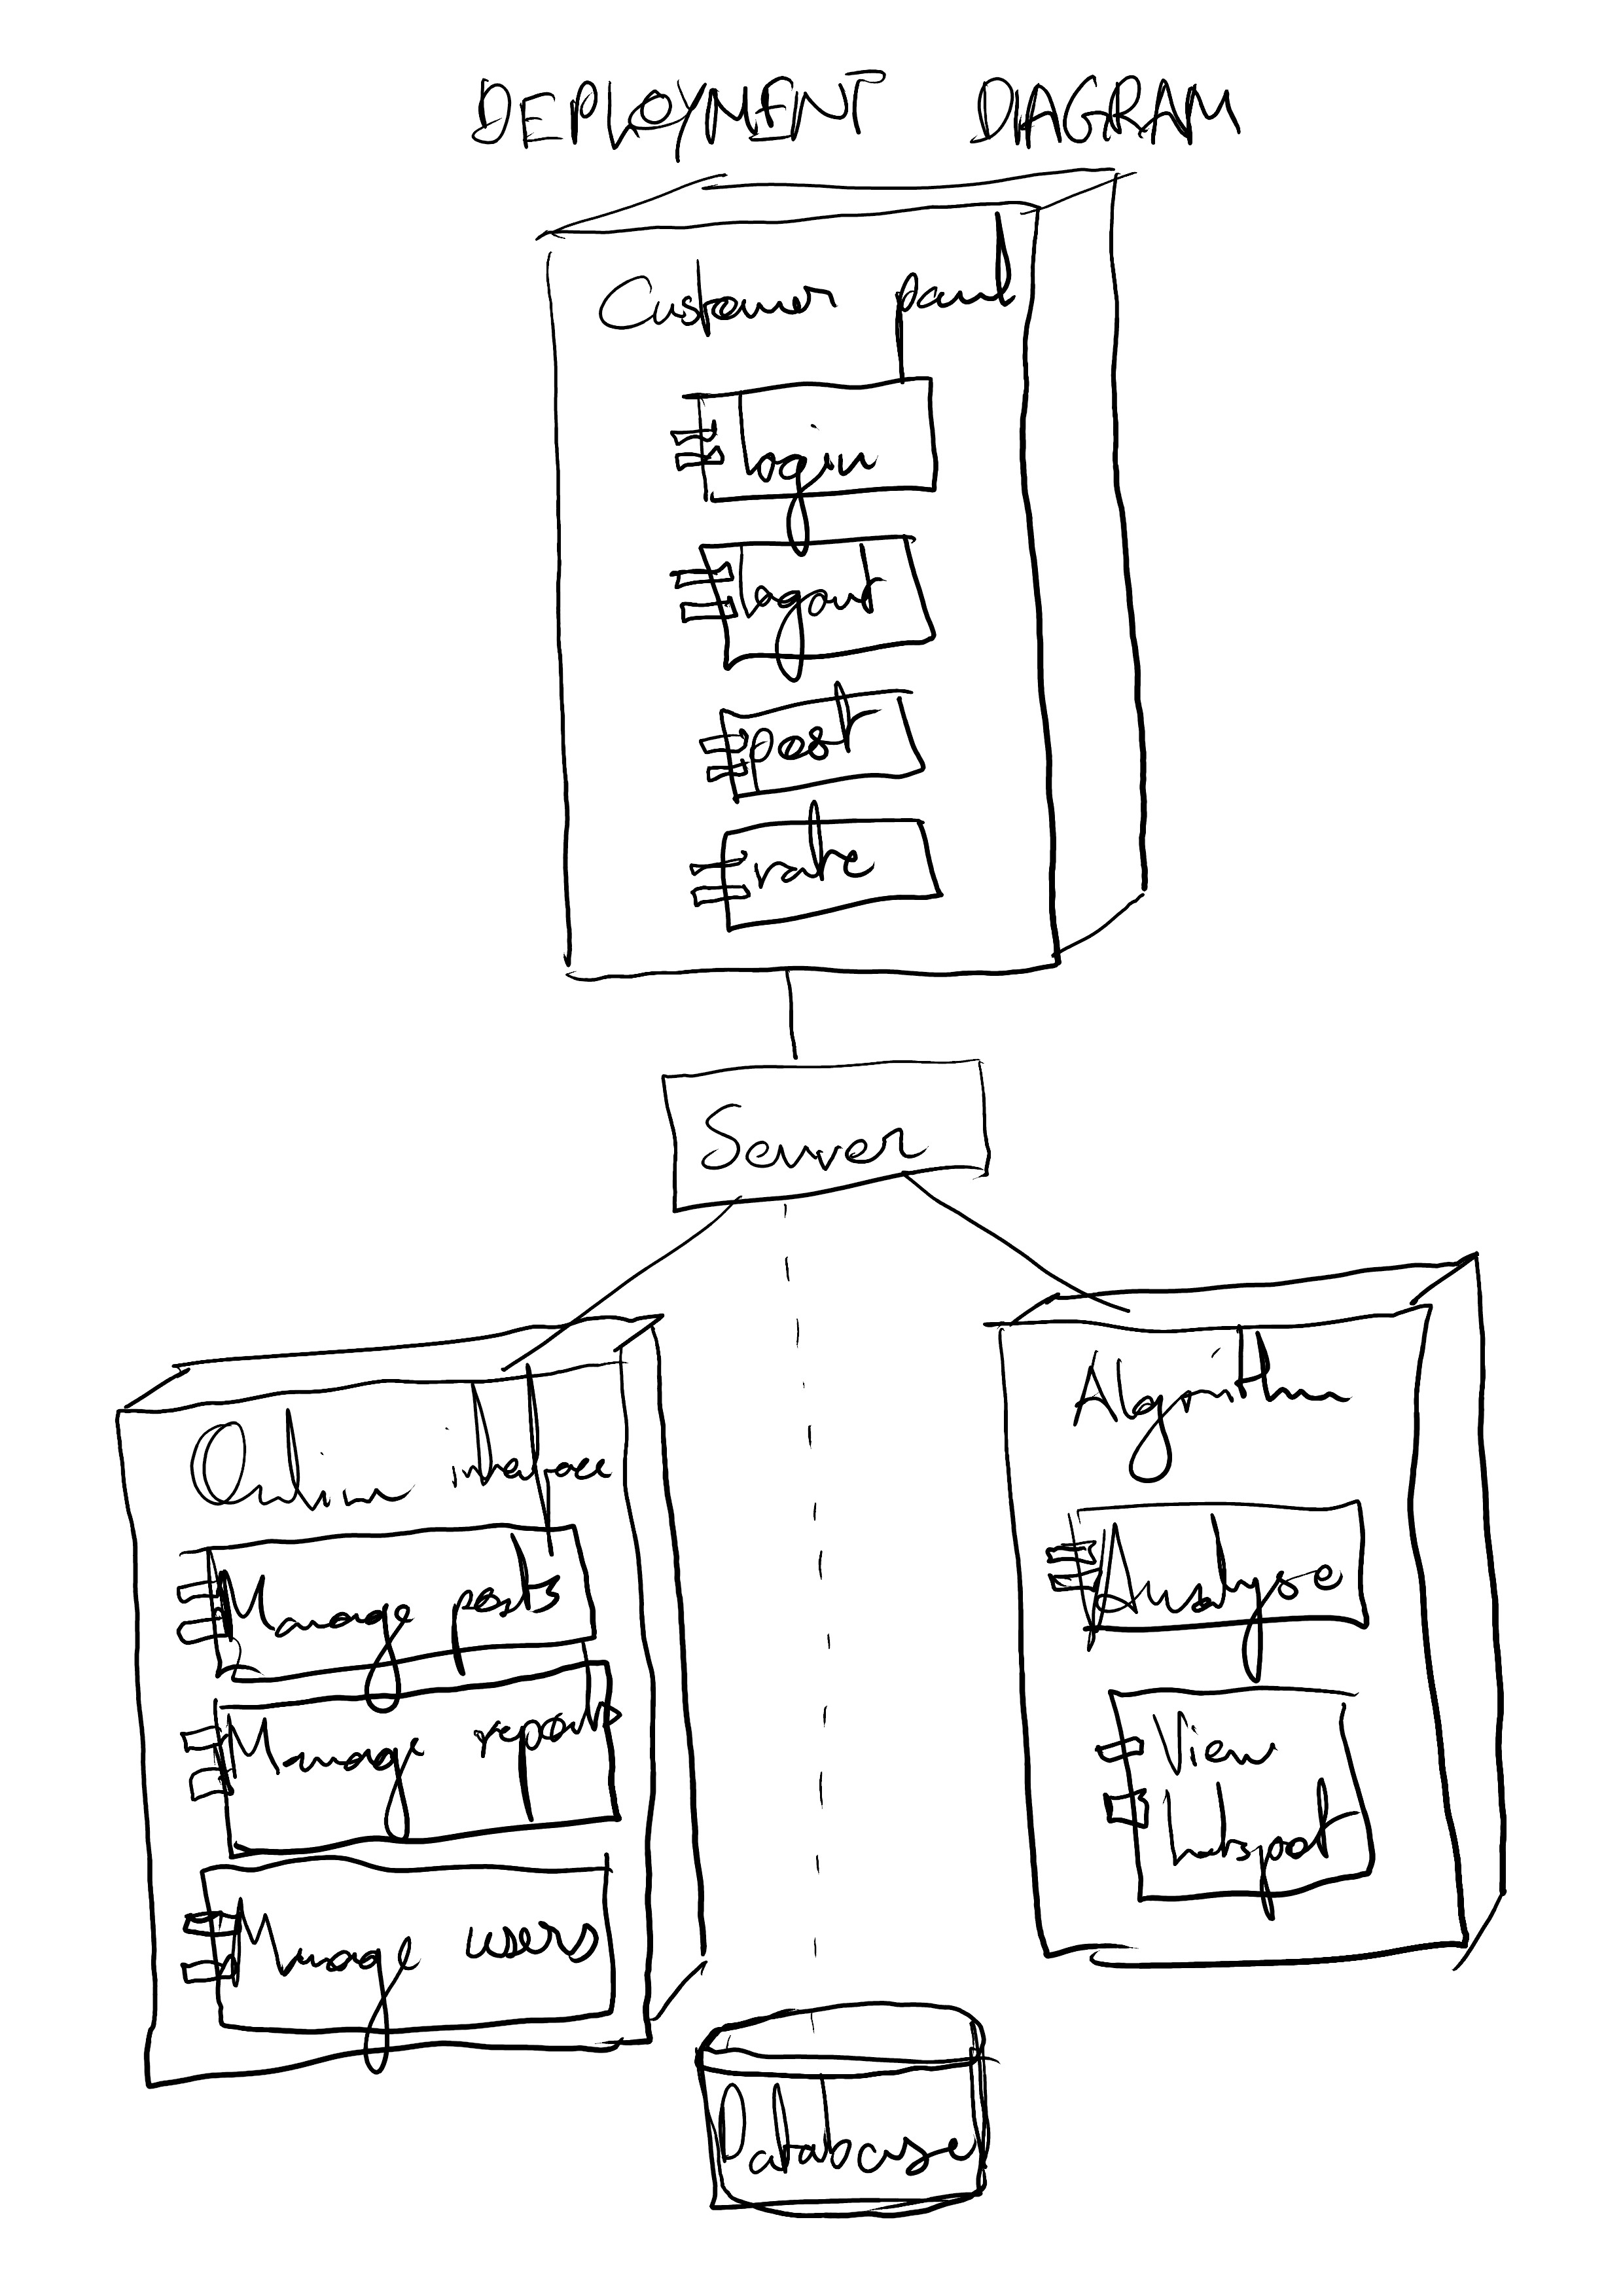 DEPLOYMENT DIAGRAM
Customer panel
login
logout
post
rate
Server
Online interface
Manage posts
Manage reports
Manage users
Algorithm
Analyse
View
hotspot
Database